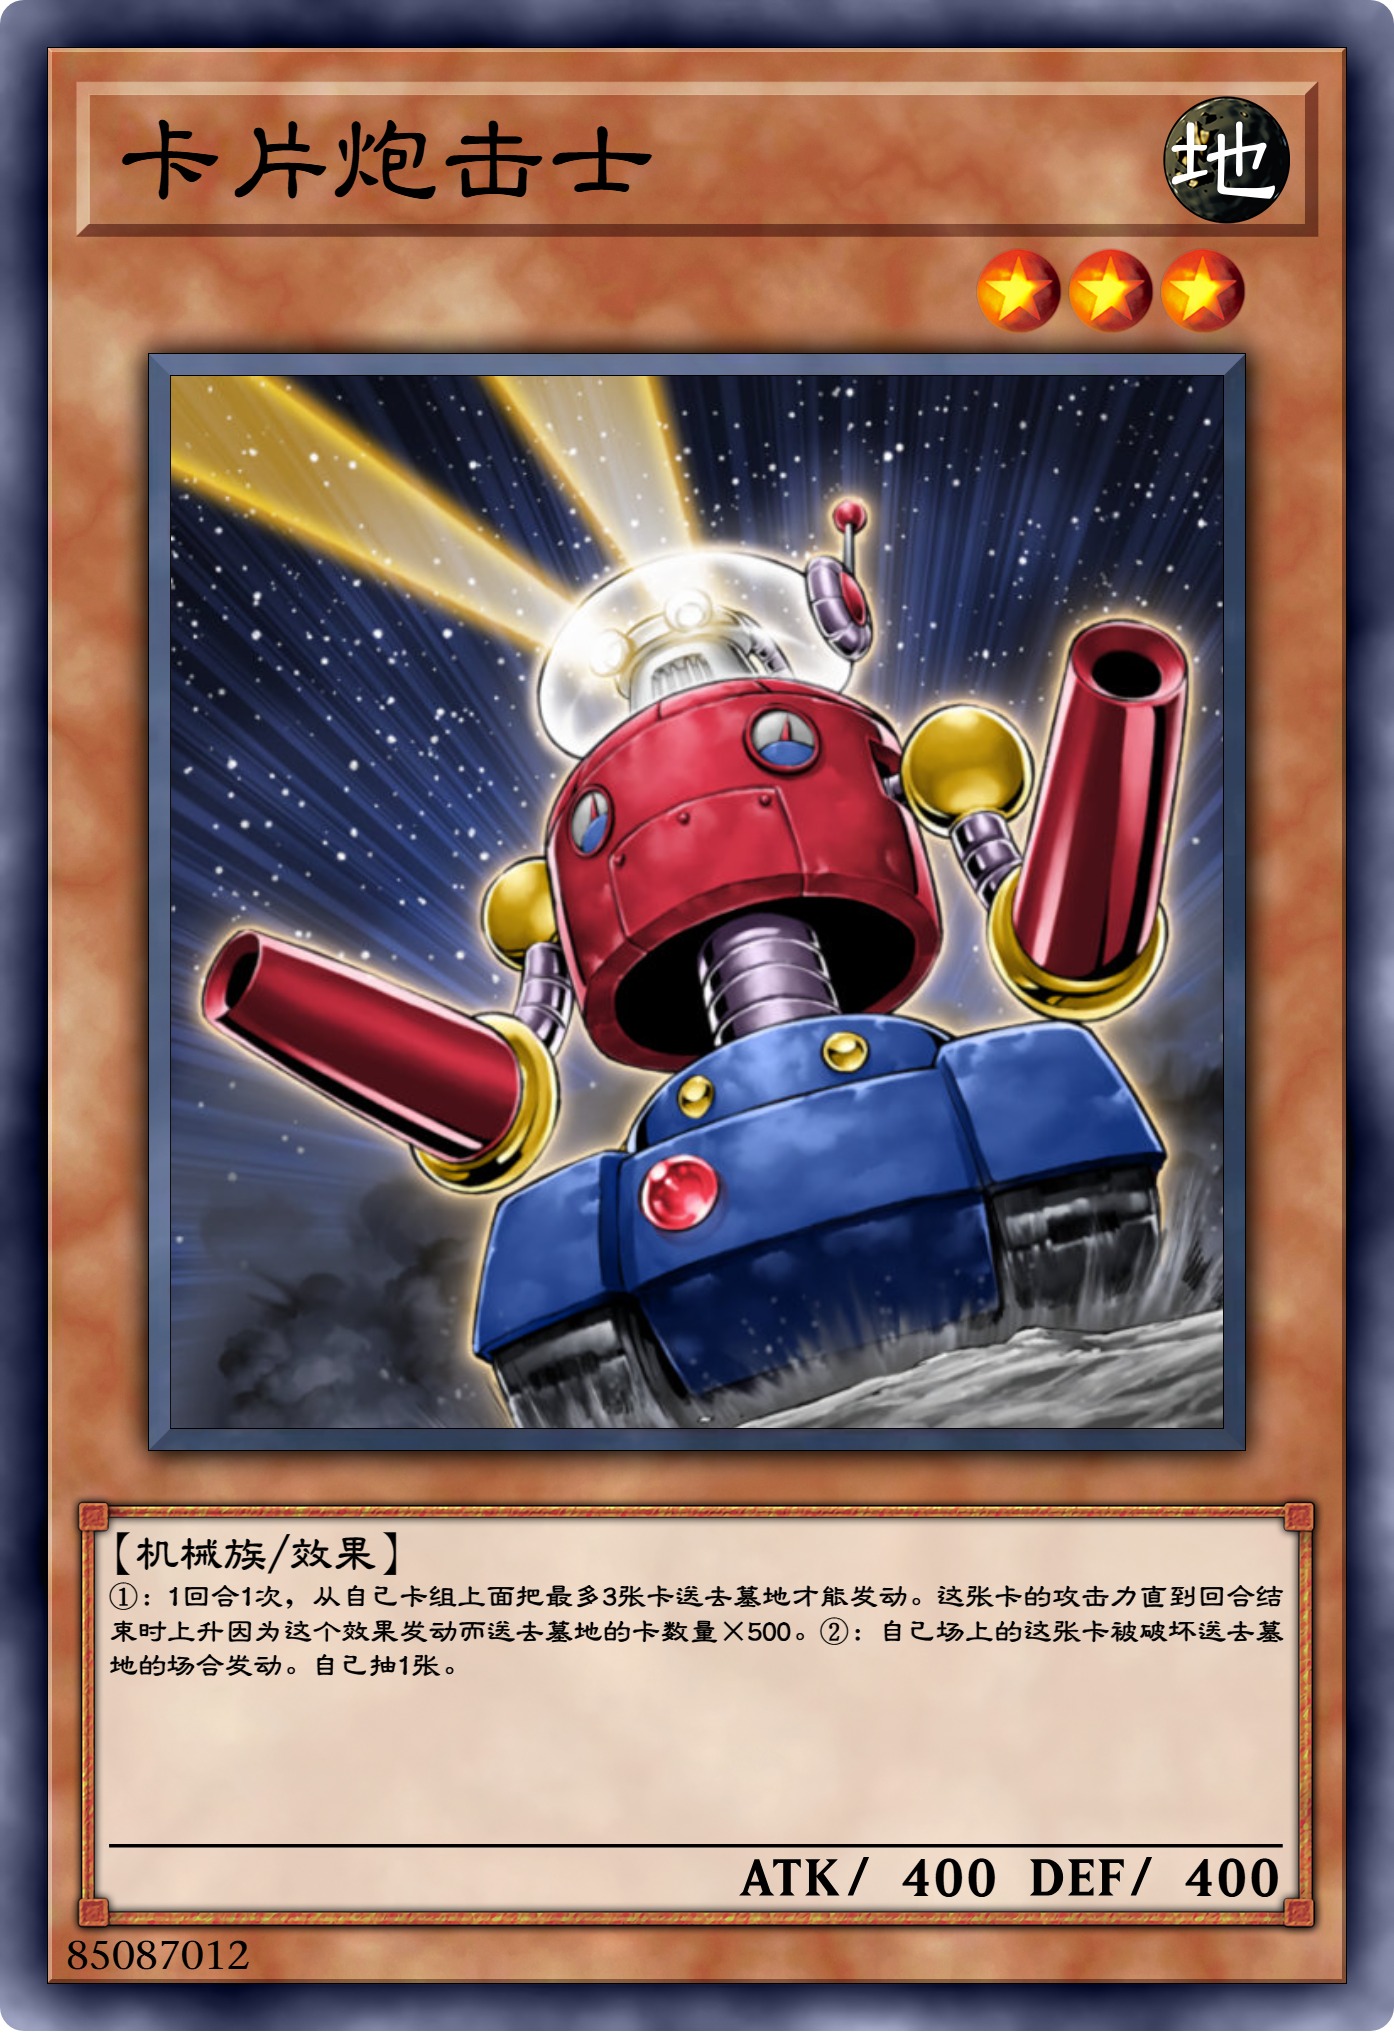 卡片炮击士
地
【机械族/效果】
①：1回合1次，从自己卡组上面把最多3张卡送去墓地才能发动。这张卡的攻击力直到回合结
束时上升因为这个效果发动而送去墓地的卡数量×500。②：自己场上的这张卡被破坏送去墓
地的场合发动。自己抽1张。
ATK/ 400 DEF/ 400
85087012